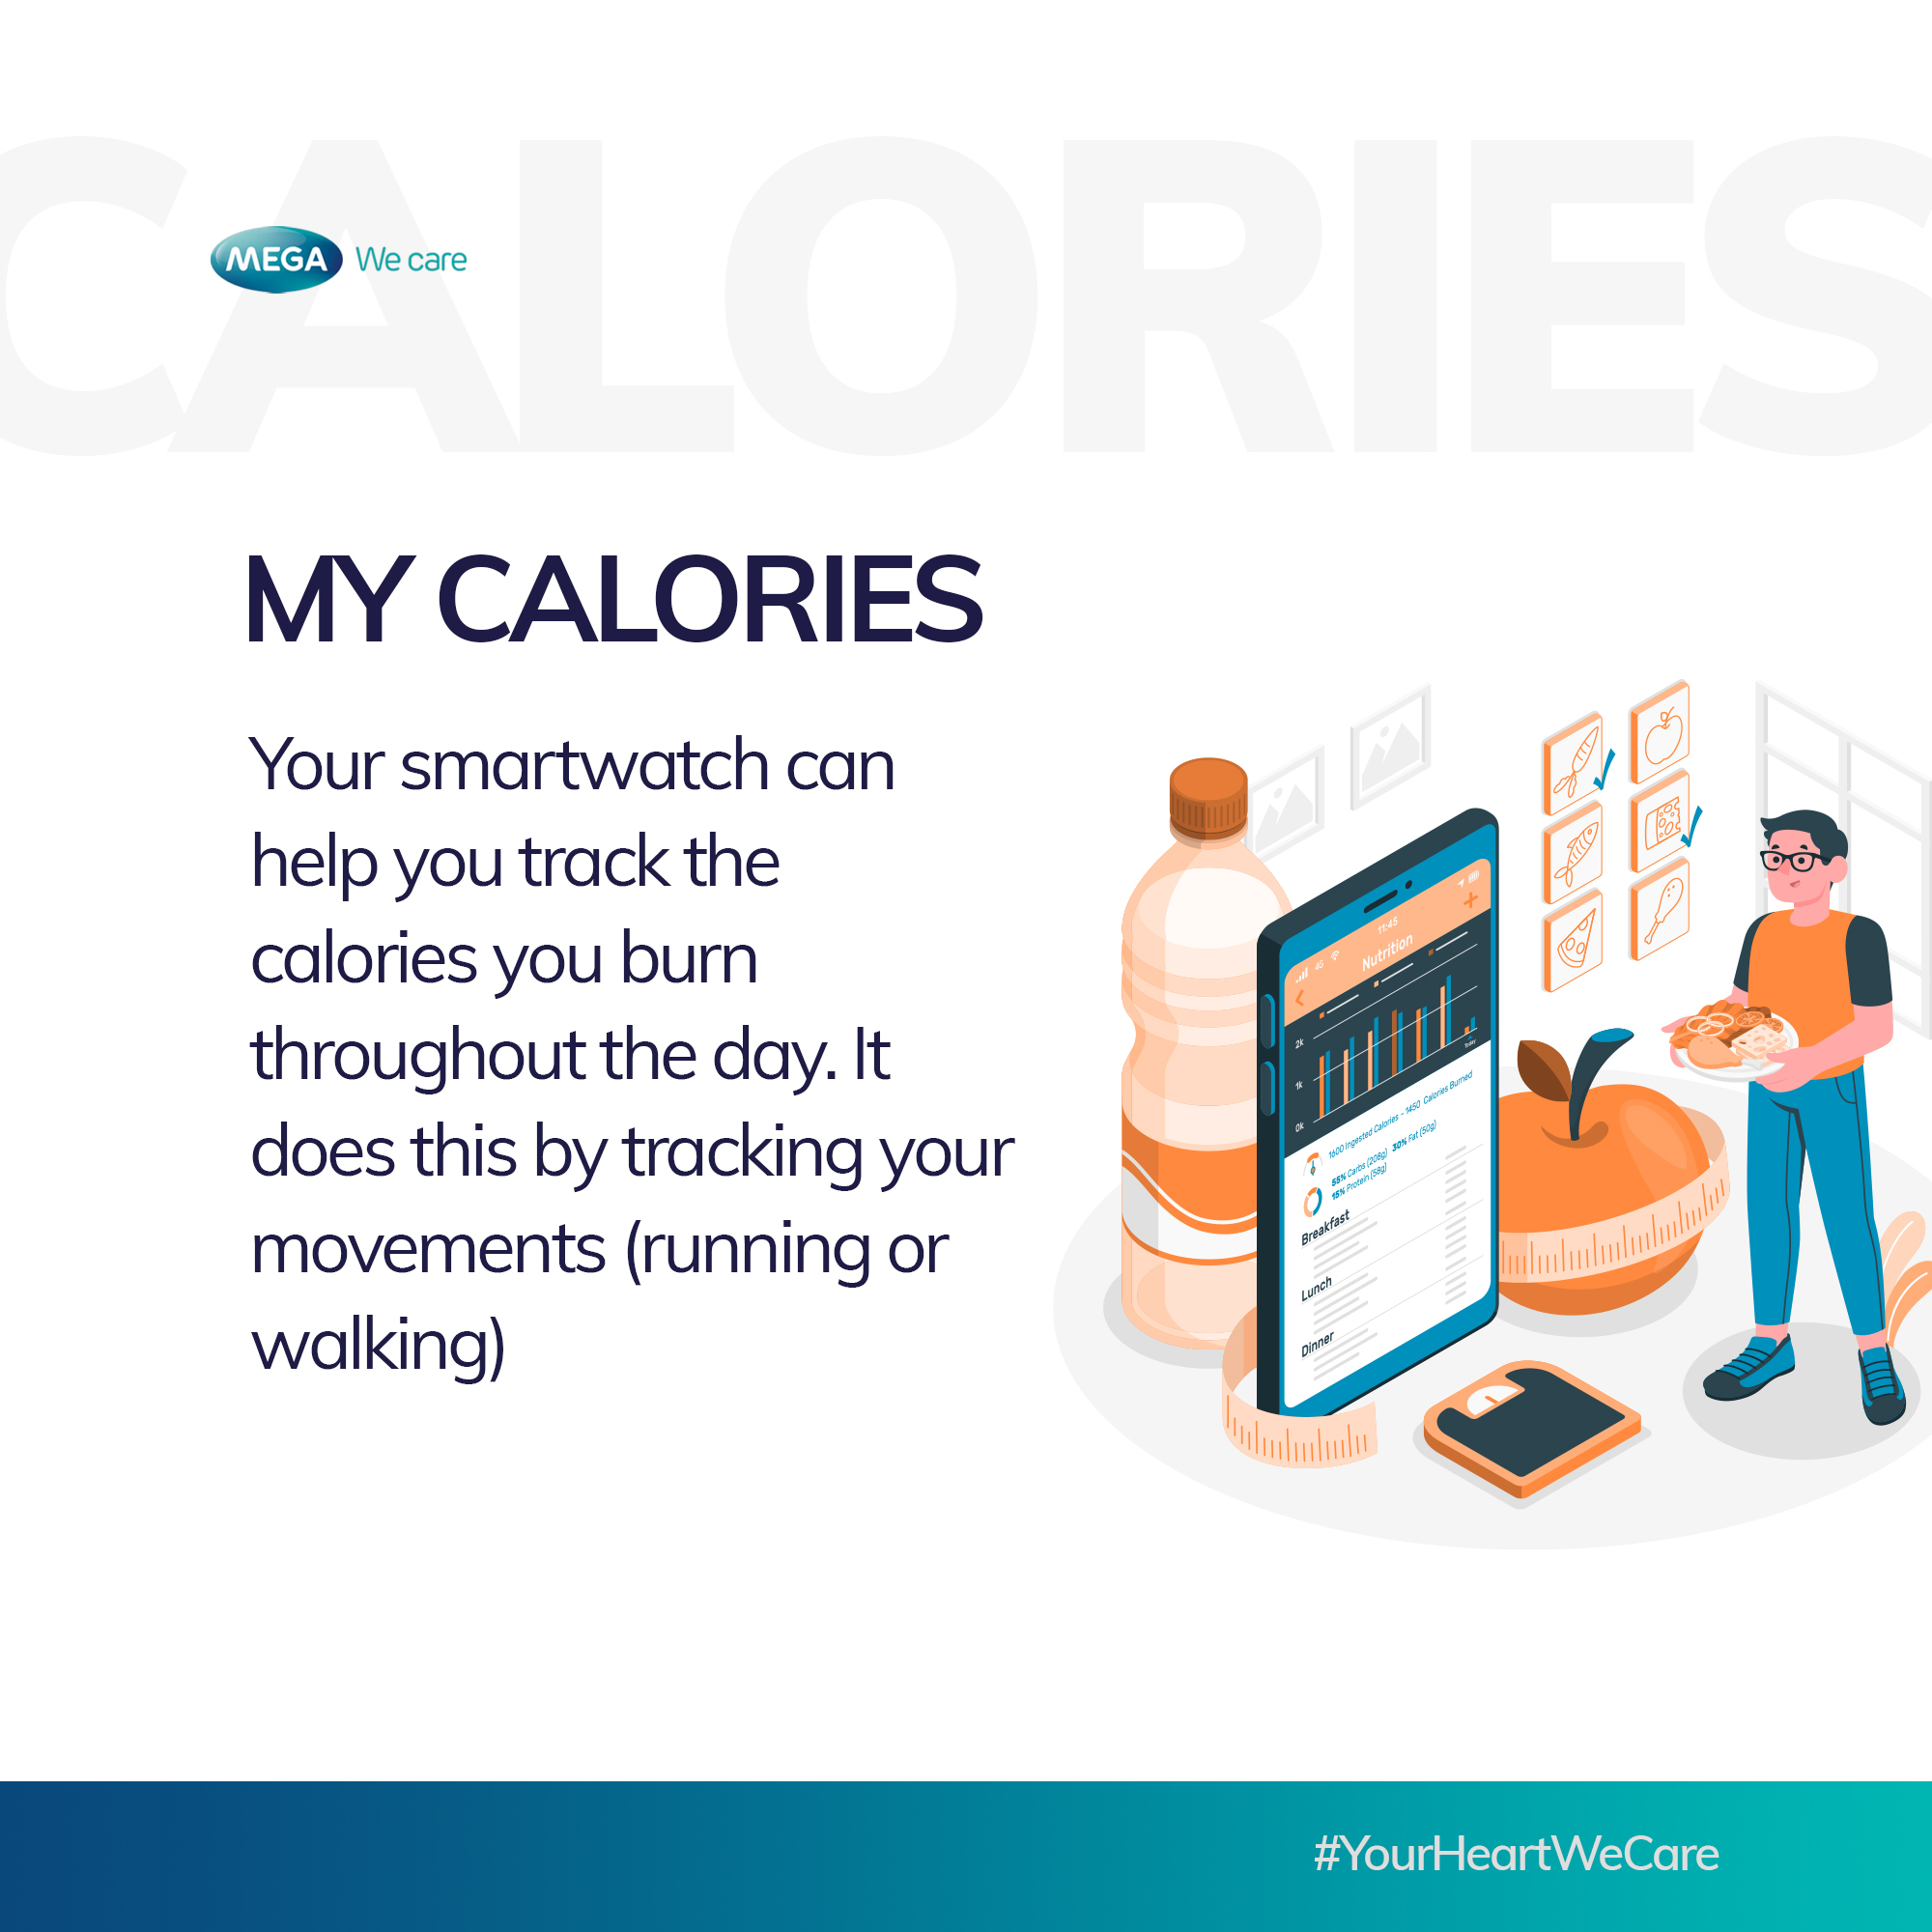 CALORIES
MEGA We care
MY CALORIES
Your smartwatch can
help you track the
calories you burn
throughout the day. It
does this by tracking your
movements (running or
walking)
4G 11:45
Nutrition
2k
1k
0k
Today
1600 Ingested Calories - 1450 Calories Burned
55% Carbs (208g) 30% Fat (50g)
15% Protein (58g)
Breakfast
Lunch
Dinner
#YourHeartWeCare